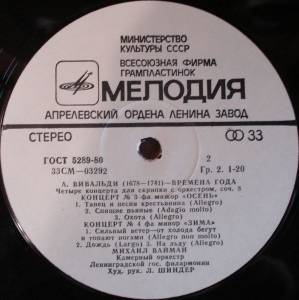 МИНИСТЕРСТВО
КУЛЬТУРЫ СССР
ВСЕСОЮЗНАЯ ФИРМА
ГРАМПЛАСТИНОК
МЕЛОДИЯ
АПРЕЛЕВСКИЙ ОРДЕНА ЛЕНИНА ЗАВОД
СТЕРЕО
33
ГОСТ 5289-80
33СМ-03292
2
Гр. 2. 1-20
А. ВИВАЛЬДИ (1678—1741)—ВРЕМЕНА ГОДА
Четыре концерта для скрипки с оркестром, соч. 8
КОНЦЕРТ № 3 фа мажор «ОСЕНЬ»
1. Танец и песня крестьянина (Allegro)
2. Спящие пьяные (Adagio molto)
3. Охота (Allegro)
КОНЦЕРТ № 4 фа минор «ЗИМА»
1. Сильный ветер—от холода бегут
и топают ногами (Allegro non molto)
2. Дождь (Largo) 3. На льду (Allegro)
МИХАИЛ ВАЙМАН
Камерный оркестр
Ленинградской гос. филармонии
Худ. рук. Л. ШИНДЕР